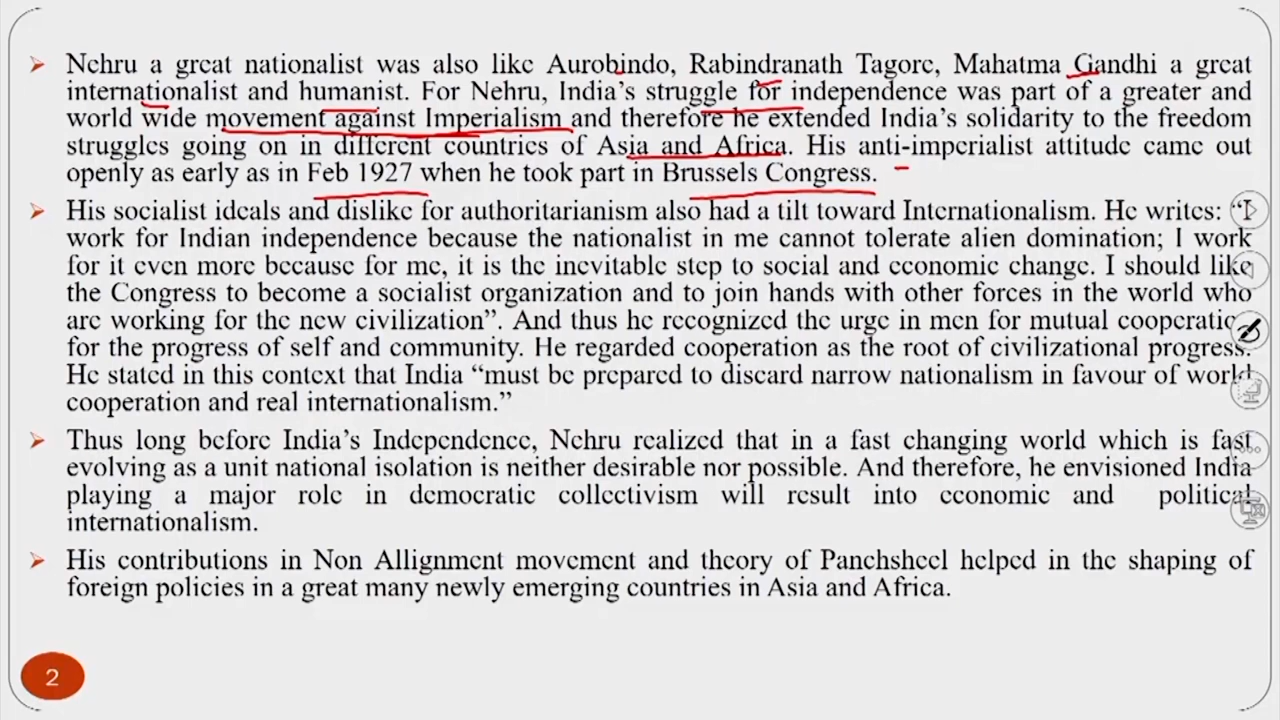 Nehru a great nationalist was also like Aurobindo, Rabindranath Tagore, Mahatma Gandhi a great
internationalist and humanist. For Nehru, India's struggle for independence was part of a greater and
world wide movement against Imperialism and therefore he extended India's solidarity to the freedom
struggles going on in different countries of Asia and Africa. His anti-imperialist attitude came out
openly as early as in Feb 1927 when he took part in Brussels Congress.
His socialist ideals and dislike for authoritarianism also had a tilt toward Internationalism. He writes: “I
work for Indian independence because the nationalist in me cannot tolerate alien domination; I work
for it even more because for me, it is the inevitable step to social and economic change. I should like
the Congress to become a socialist organization and to join hands with other forces in the world who
are working for the new civilization”. And thus he recognized the urge in men for mutual cooperation
for the progress of self and community. He regarded cooperation as the root of civilizational progress.
He stated in this context that India “must be prepared to discard narrow nationalism in favour of world
cooperation and real internationalism.”
Thus long before India's Independence, Nehru realized that in a fast changing world which is fast
evolving as a unit national isolation is neither desirable nor possible. And therefore, he envisioned India
playing a major role in democratic collectivism will result into economic and political
internationalism.
His contributions in Non Allignment movement and theory of Panchsheel helped in the shaping of
foreign policies in a great many newly emerging countries in Asia and Africa.
2